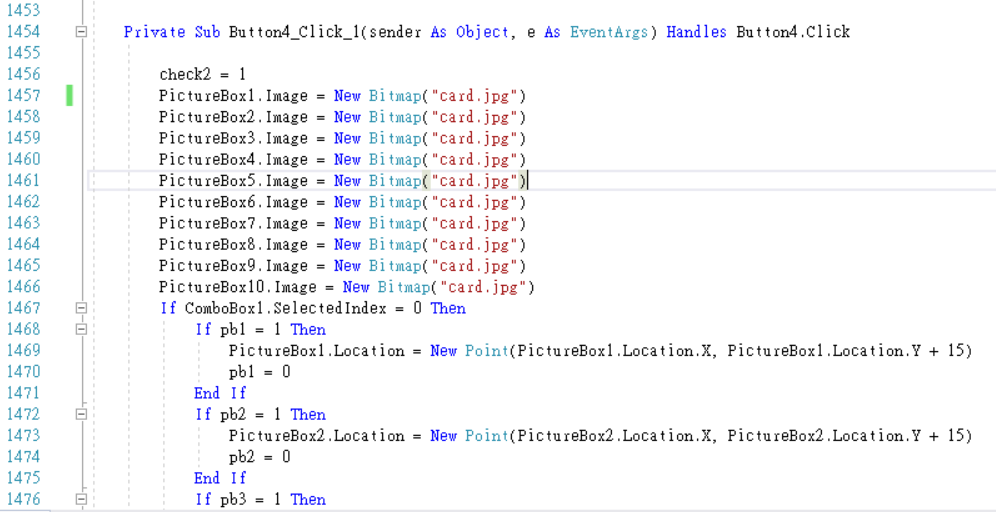 1453
1454 Private Sub Button4_Click_1(sender As Object, e As EventArgs) Handles Button4.Click
1455
1456 check2 = 1
1457 PictureBox1.Image = New Bitmap("card.jpg")
1458 PictureBox2.Image = New Bitmap("card.jpg")
1459 PictureBox3.Image = New Bitmap("card.jpg")
1460 PictureBox4.Image = New Bitmap("card.jpg")
1461 PictureBox5.Image = New Bitmap("card.jpg")
1462 PictureBox6.Image = New Bitmap("card.jpg")
1463 PictureBox7.Image = New Bitmap("card.jpg")
1464 PictureBox8.Image = New Bitmap("card.jpg")
1465 PictureBox9.Image = New Bitmap("card.jpg")
1466 PictureBox10.Image = New Bitmap("card.jpg")
1467 If ComboBox1.SelectedIndex = 0 Then
1468 If pb1 = 1 Then
1469 PictureBox1.Location = New Point(PictureBox1.Location.X, PictureBox1.Location.Y + 15)
1470 pb1 = 0
1471 End If
1472 If pb2 = 1 Then
1473 PictureBox2.Location = New Point(PictureBox2.Location.X, PictureBox2.Location.Y + 15)
1474 pb2 = 0
1475 End If
1476 If pb3 = 1 Then